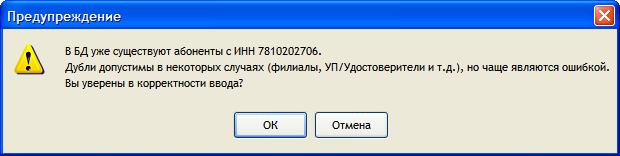 Предупреждение
В БД уже существуют абоненты с ИНН 7810202706.
Дубли допустимы в некоторых случаях (филиалы, УП/Удостоверители и т.д.), но чаще являются ошибкой.
Вы уверены в корректности ввода?
ОК Отмена